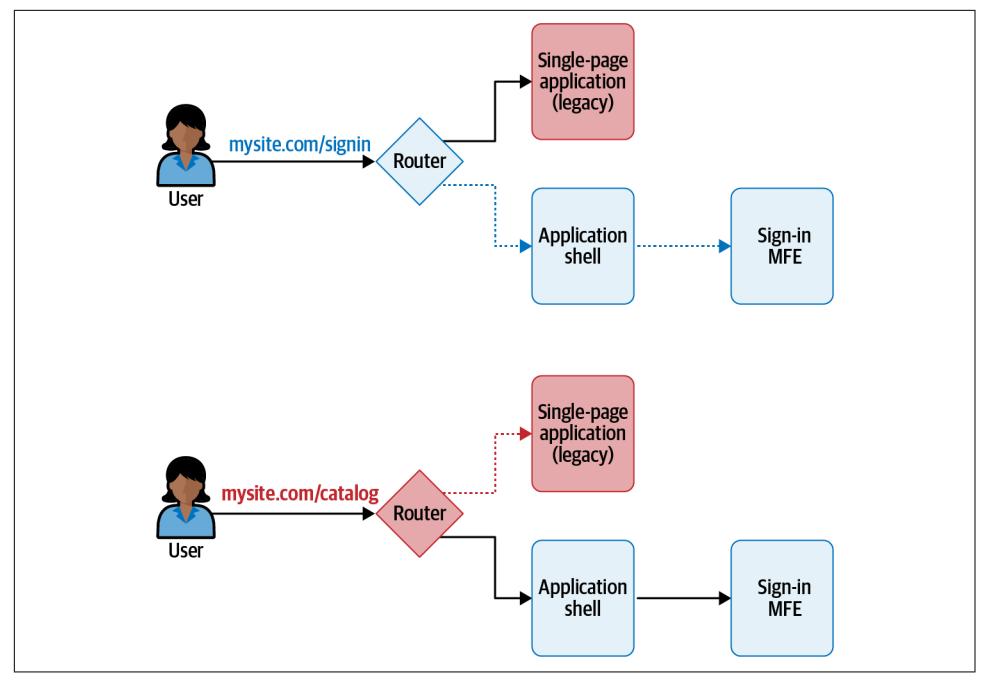 Single-page
application
(legacy)
mysite.com/signin
Router
User
Application
shell
Sign-in
MFE
Single-page
application
(legacy)
mysite.com/catalog
Router
User
Application
shell
Sign-in
MFE